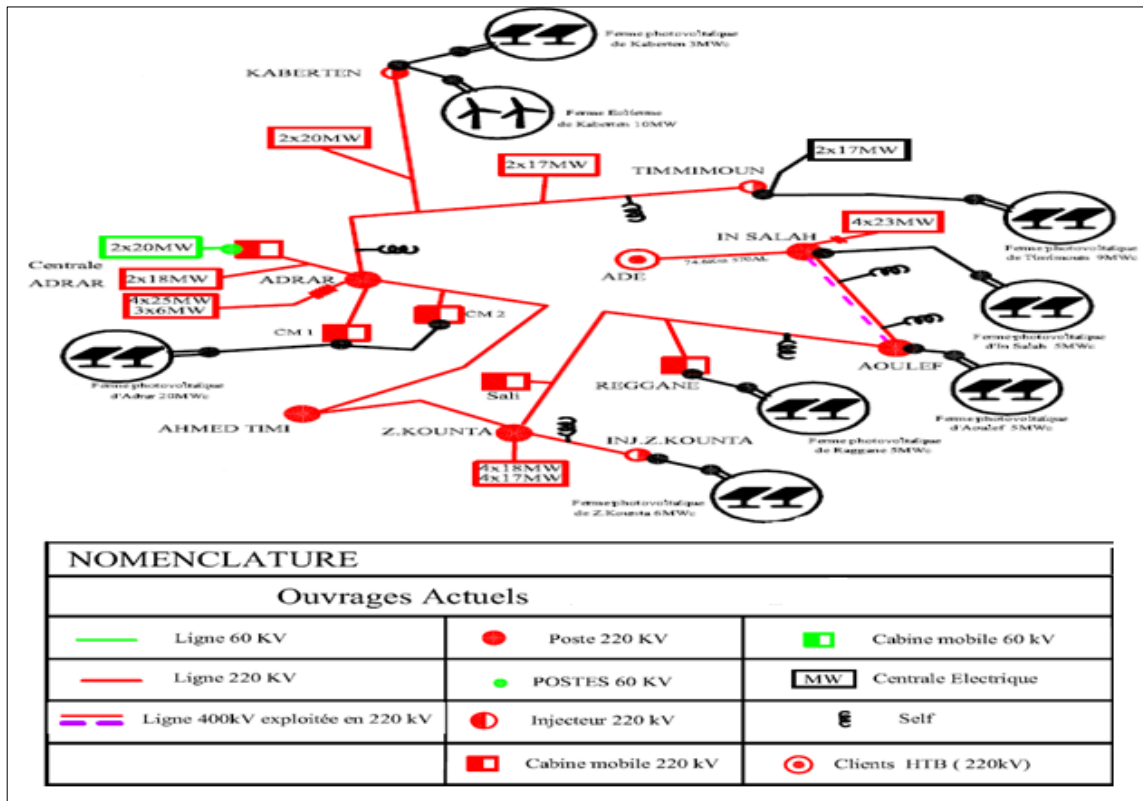 Ferme photovoltaïque
de Kaberten 3MWc
KABERTEN
Ferme Eolienne
de Kaberten 10MW
2x20MW
2x17MW
2x17MW
TIMMIMOUN
4x23MW
IN SALAH
Ferme photovoltaïque
de Timimoun 9MWc
2x20MW
Centrale
ADRAR
2x18MW
ADRAR
4x25MW
3x6MW
ADE
CM 1
CM 2
Ferme photovoltaïque
d'In Salah 5MWc
AOULEF
REGGANE
Ferme photovoltaïque
d'Adrar 20MWc
Sali
Ferme photovoltaïque
d'Aoulef 5MWc
AHMED TIMI
Z.KOUNTA
INJ.Z.KOUNTA
Ferme photovoltaïque
de Raggane 5MWc
4x18MW
4x17MW
Ferme photovoltaïque
de Z.Kounta 6MWc
NOMENCLATURE
Ouvrages Actuels
Ligne 60 KV
Poste 220 KV
Cabine mobile 60 kV
Ligne 220 KV
POSTES 60 KV
MW
Centrale Electrique
Ligne 400kV exploitée en 220 kV
Injecteur 220 kV
Self
Cabine mobile 220 kV
Clients HTB ( 220kV)